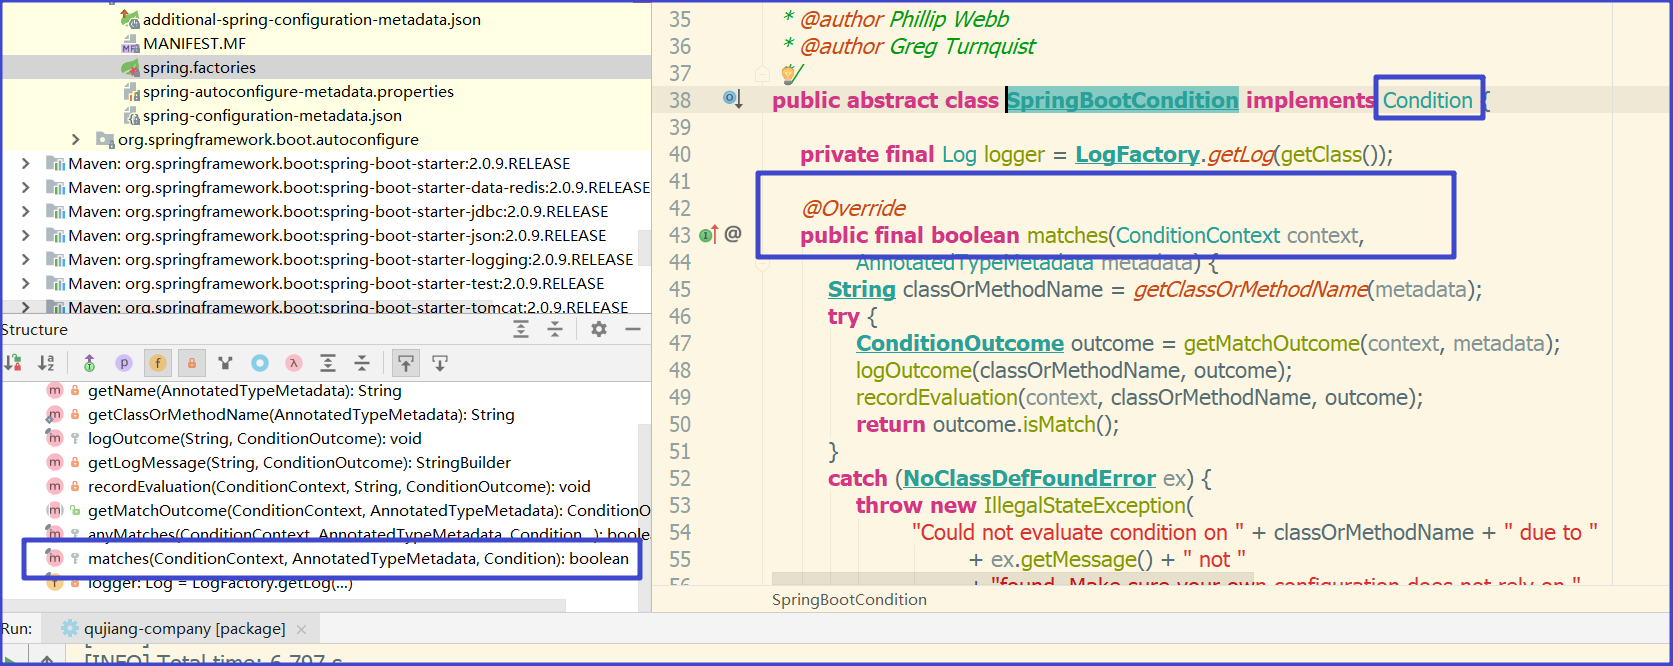 additional-spring-configuration-metadata.json
MANIFEST.MF
spring.factories
spring-autoconfigure-metadata.properties
spring-configuration-metadata.json
org.springframework.boot.autoconfigure
Maven: org.springframework.boot:spring-boot-starter:2.0.9.RELEASE
Maven: org.springframework.boot:spring-boot-starter-data-redis:2.0.9.RELEASE
Maven: org.springframework.boot:spring-boot-starter-jdbc:2.0.9.RELEASE
Maven: org.springframework.boot:spring-boot-starter-json:2.0.9.RELEASE
Maven: org.springframework.boot:spring-boot-starter-logging:2.0.9.RELEASE
Maven: org.springframework.boot:spring-boot-starter-test:2.0.9.RELEASE
Maven: org.springframework.boot:spring-boot-starter-tomcat:2.0.9.RELEASE
Structure
getName(AnnotatedTypeMetadata): String
getClassOrMethodName(AnnotatedTypeMetadata): String
logOutcome(String, ConditionOutcome): void
getLogMessage(String, ConditionOutcome): StringBuilder
recordEvaluation(ConditionContext, String, ConditionOutcome): void
getMatchOutcome(ConditionContext, AnnotatedTypeMetadata): ConditionO
anyMatches(ConditionContext, AnnotatedTypeMetadata, Condition...): boole
matches(ConditionContext, AnnotatedTypeMetadata, Condition): boolean
logger: Log = LogFactory.getLog(...)
35 * @author Phillip Webb
36 * @author Greg Turnquist
37 */
38 public abstract class SpringBootCondition implements Condition {
39
40 private final Log logger = LogFactory.getLog(getClass());
41
42 @Override
43 public final boolean matches(ConditionContext context,
44 AnnotatedTypeMetadata metadata) {
45 String classOrMethodName = getClassOrMethodName(metadata);
46 try {
47 ConditionOutcome outcome = getMatchOutcome(context, metadata);
48 logOutcome(classOrMethodName, outcome);
49 recordEvaluation(context, classOrMethodName, outcome);
50 return outcome.isMatch();
51 }
52 catch (NoClassDefFoundError ex) {
53 throw new IllegalStateException(
54 "Could not evaluate condition on " + classOrMethodName + " due to "
55 + ex.getMessage() + " not "
56 + "found. Make sure your own configuration does not rely on "
SpringBootCondition
Run: qujiang-company [package]
[INFO] Total time: 6.797 s